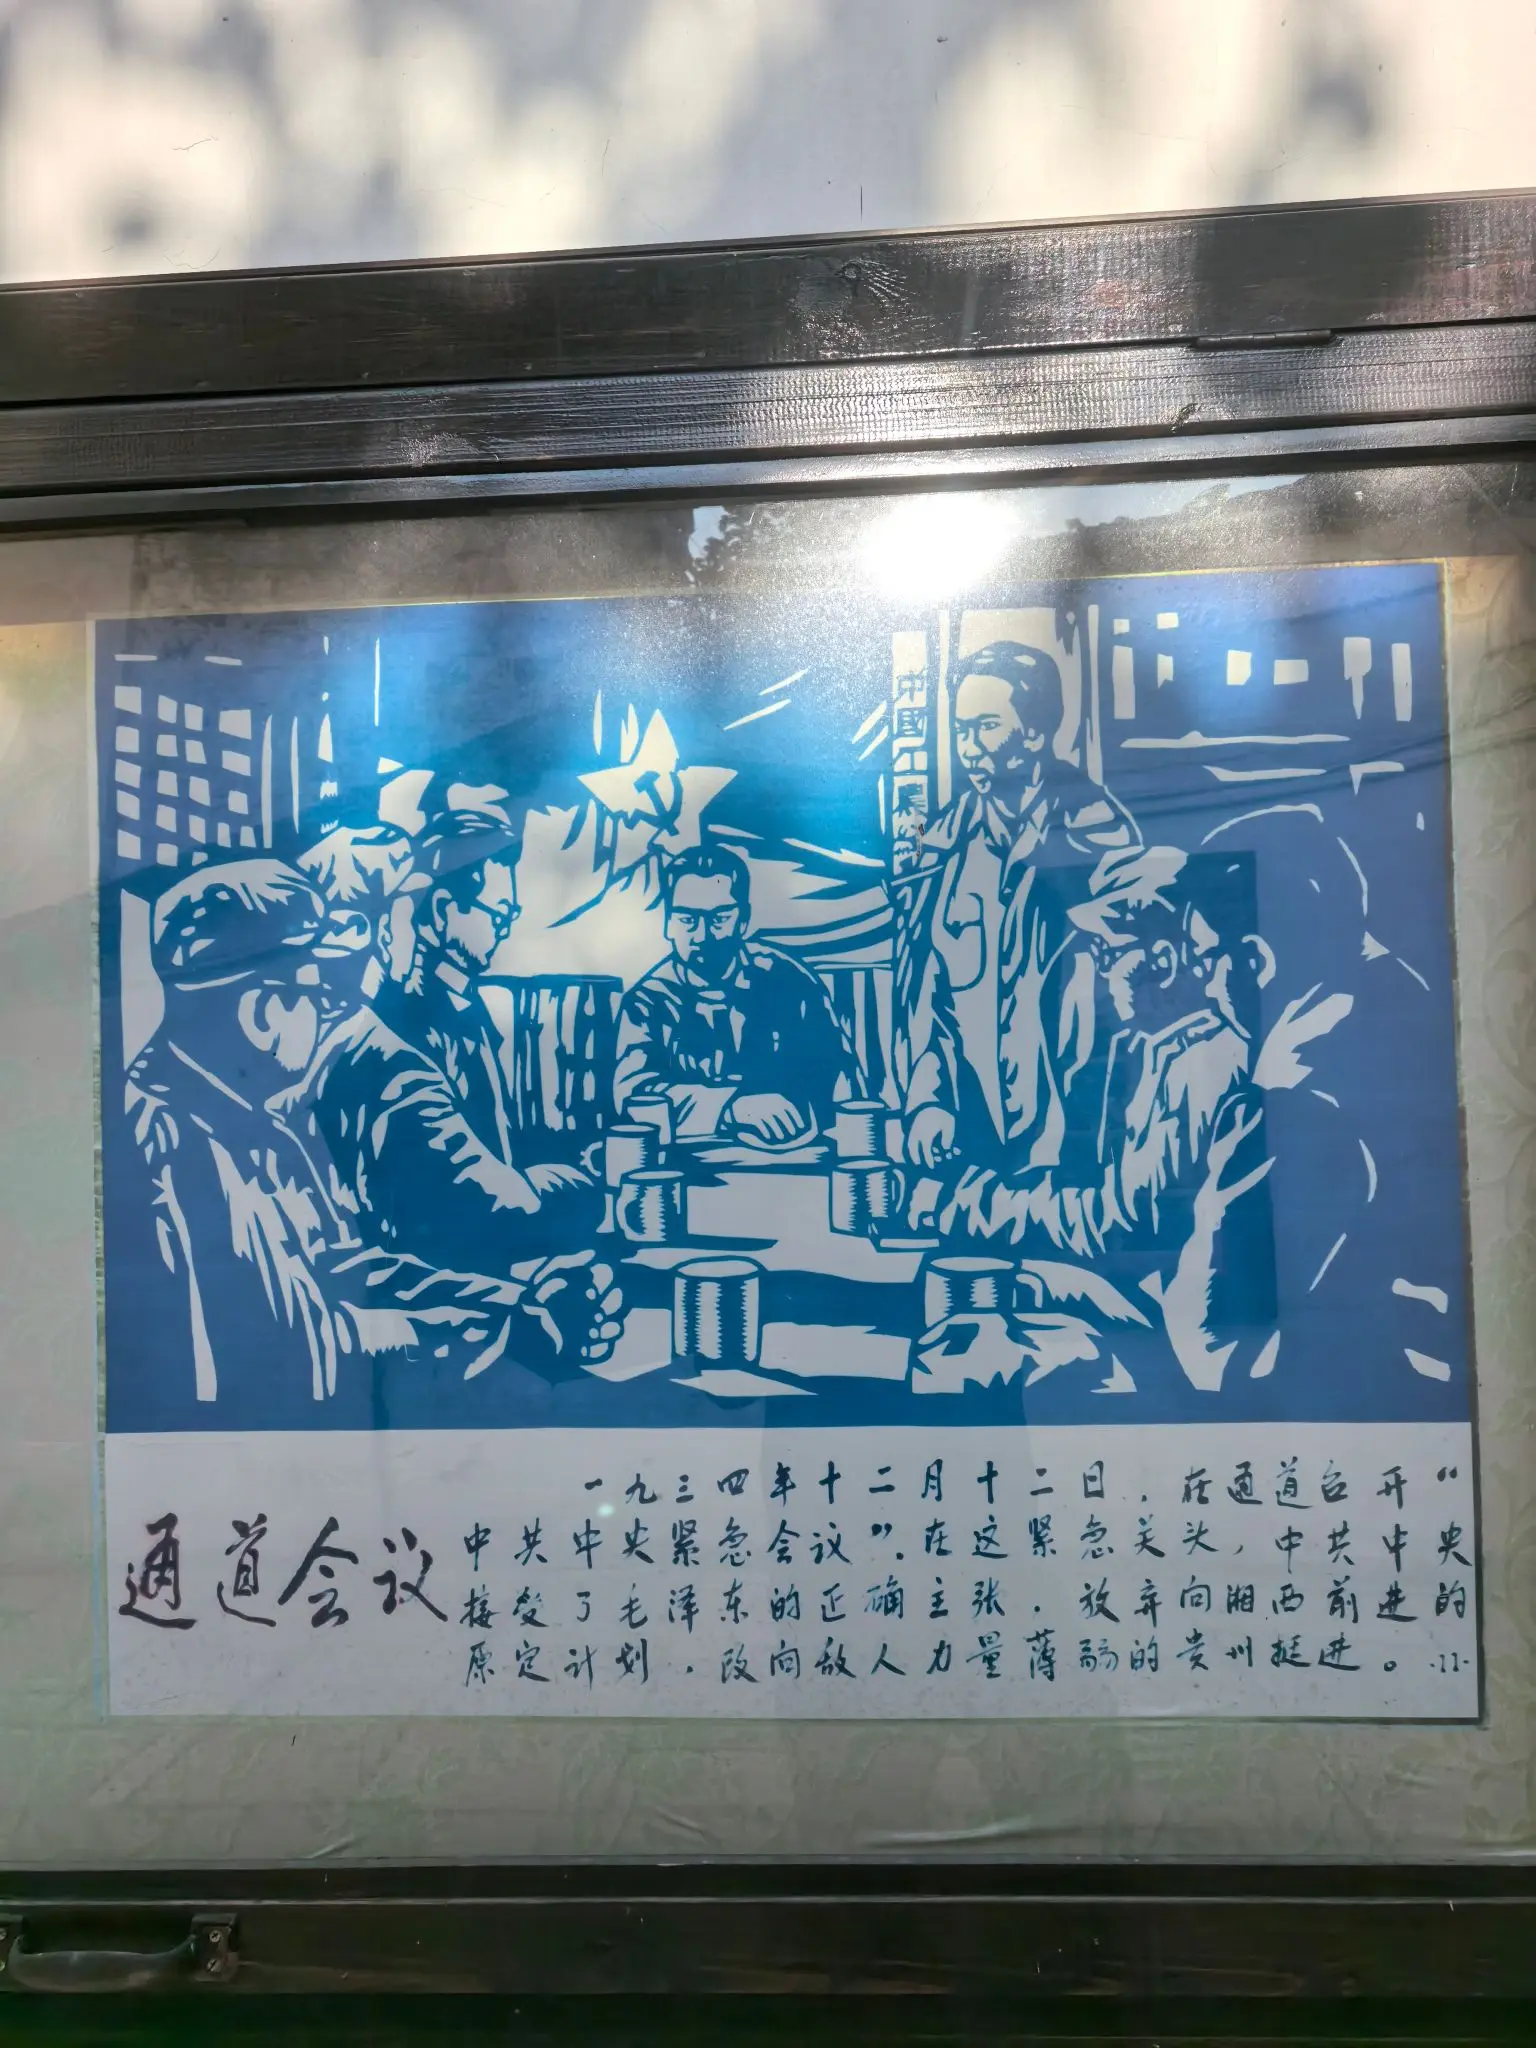 通道会议
一九三四年十二月十二日，在通道召开“
中共中央紧急会议”，在这紧急关头，中共中央
接受了毛泽东的正确主张，放弃向湘西前进的
原定计划，改向敌人力量薄弱的贵州挺进。·11·